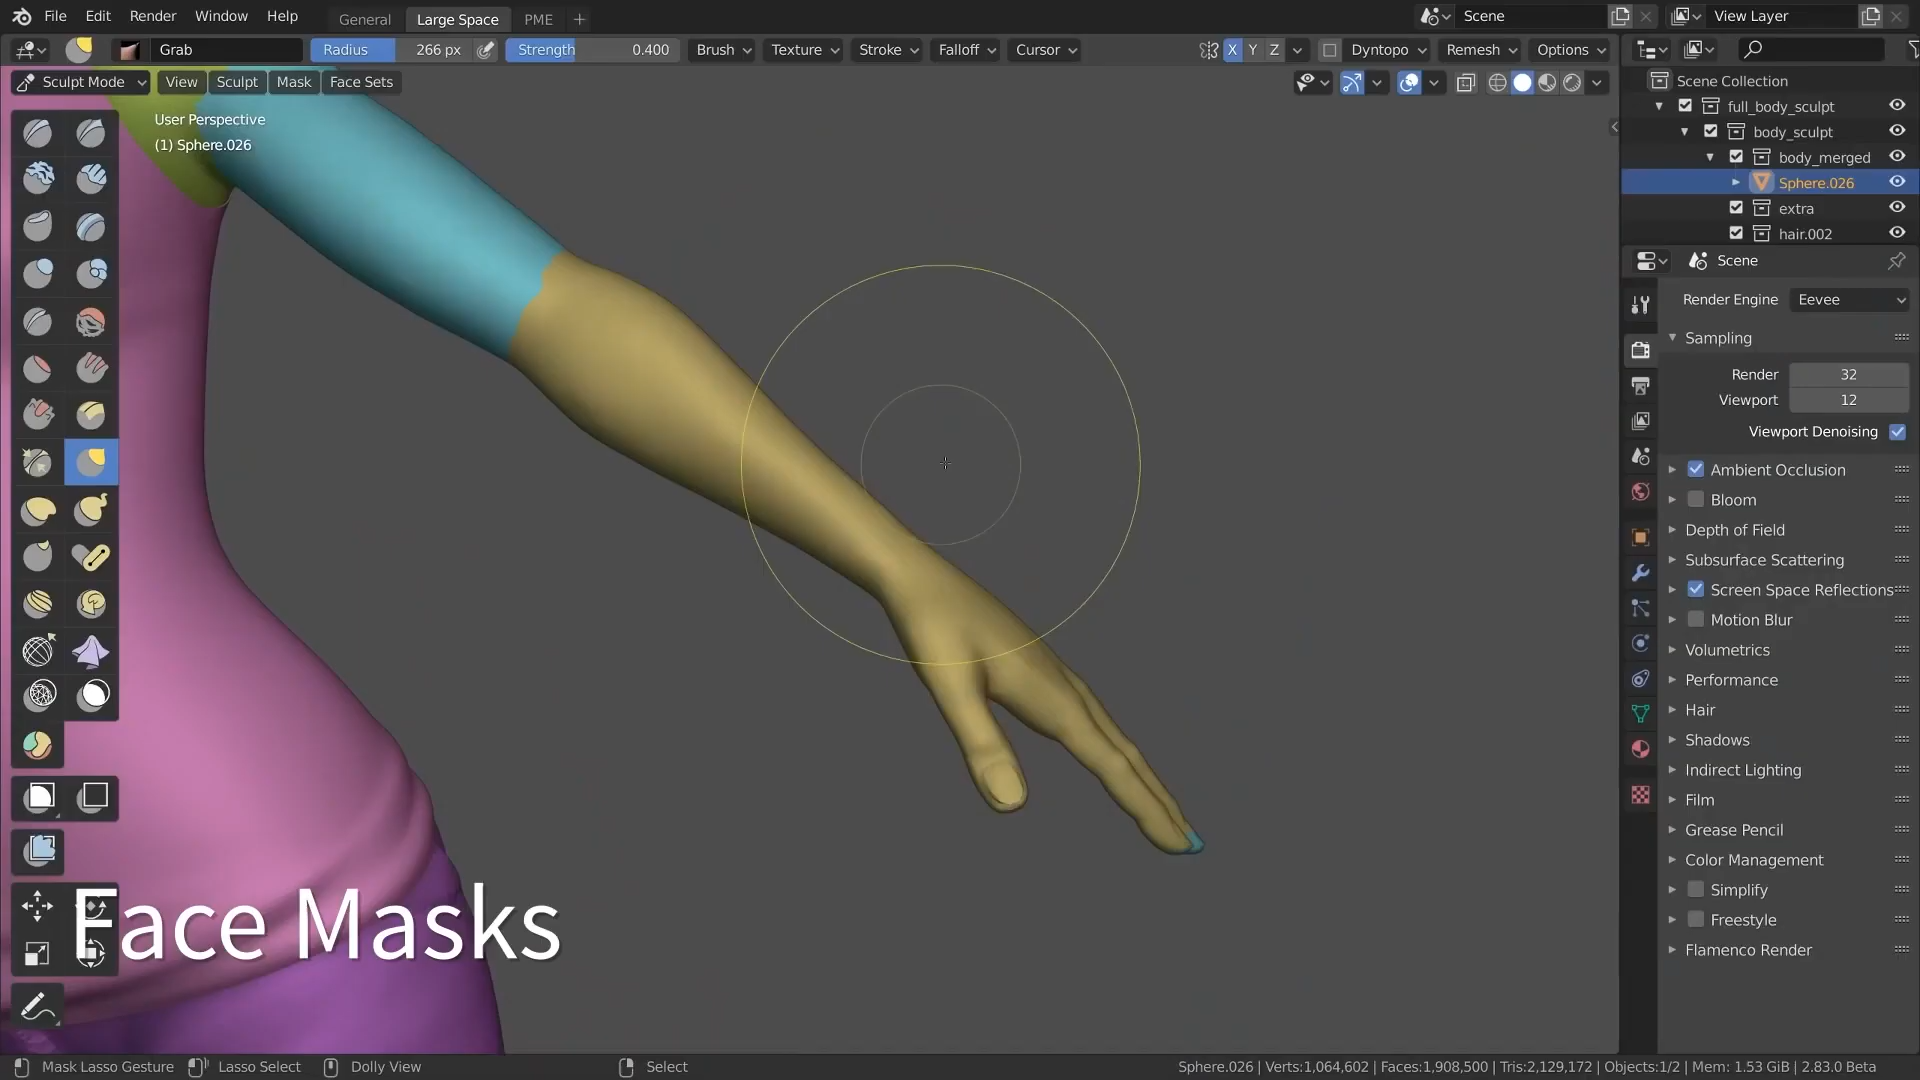 File Edit Render Window Help General Large Space PME + Scene View Layer
Grab Radius 266 px Strength 0.400 Brush Texture Stroke Falloff Cursor X Y Z Dyntopo Remesh Options
Sculpt Mode View Sculpt Mask Face Sets
User Perspective
(1) Sphere.026
Scene Collection
full_body_sculpt
body_sculpt
body_merged
Sphere.026
extra
hair.002
Scene
Render Engine Eevee
Sampling
Render 32
Viewport 12
Viewport Denoising
Ambient Occlusion
Bloom
Depth of Field
Subsurface Scattering
Screen Space Reflections
Motion Blur
Volumetrics
Performance
Hair
Shadows
Indirect Lighting
Film
Grease Pencil
Color Management
Simplify
Freestyle
Flamenco Render
Face Masks
Mask Lasso Gesture Lasso Select Dolly View Select Sphere.026 | Verts:1,064,602 | Faces:1,908,500 | Tris:2,129,172 | Objects:1/2 | Mem: 1.53 GiB | 2.83.0 Beta